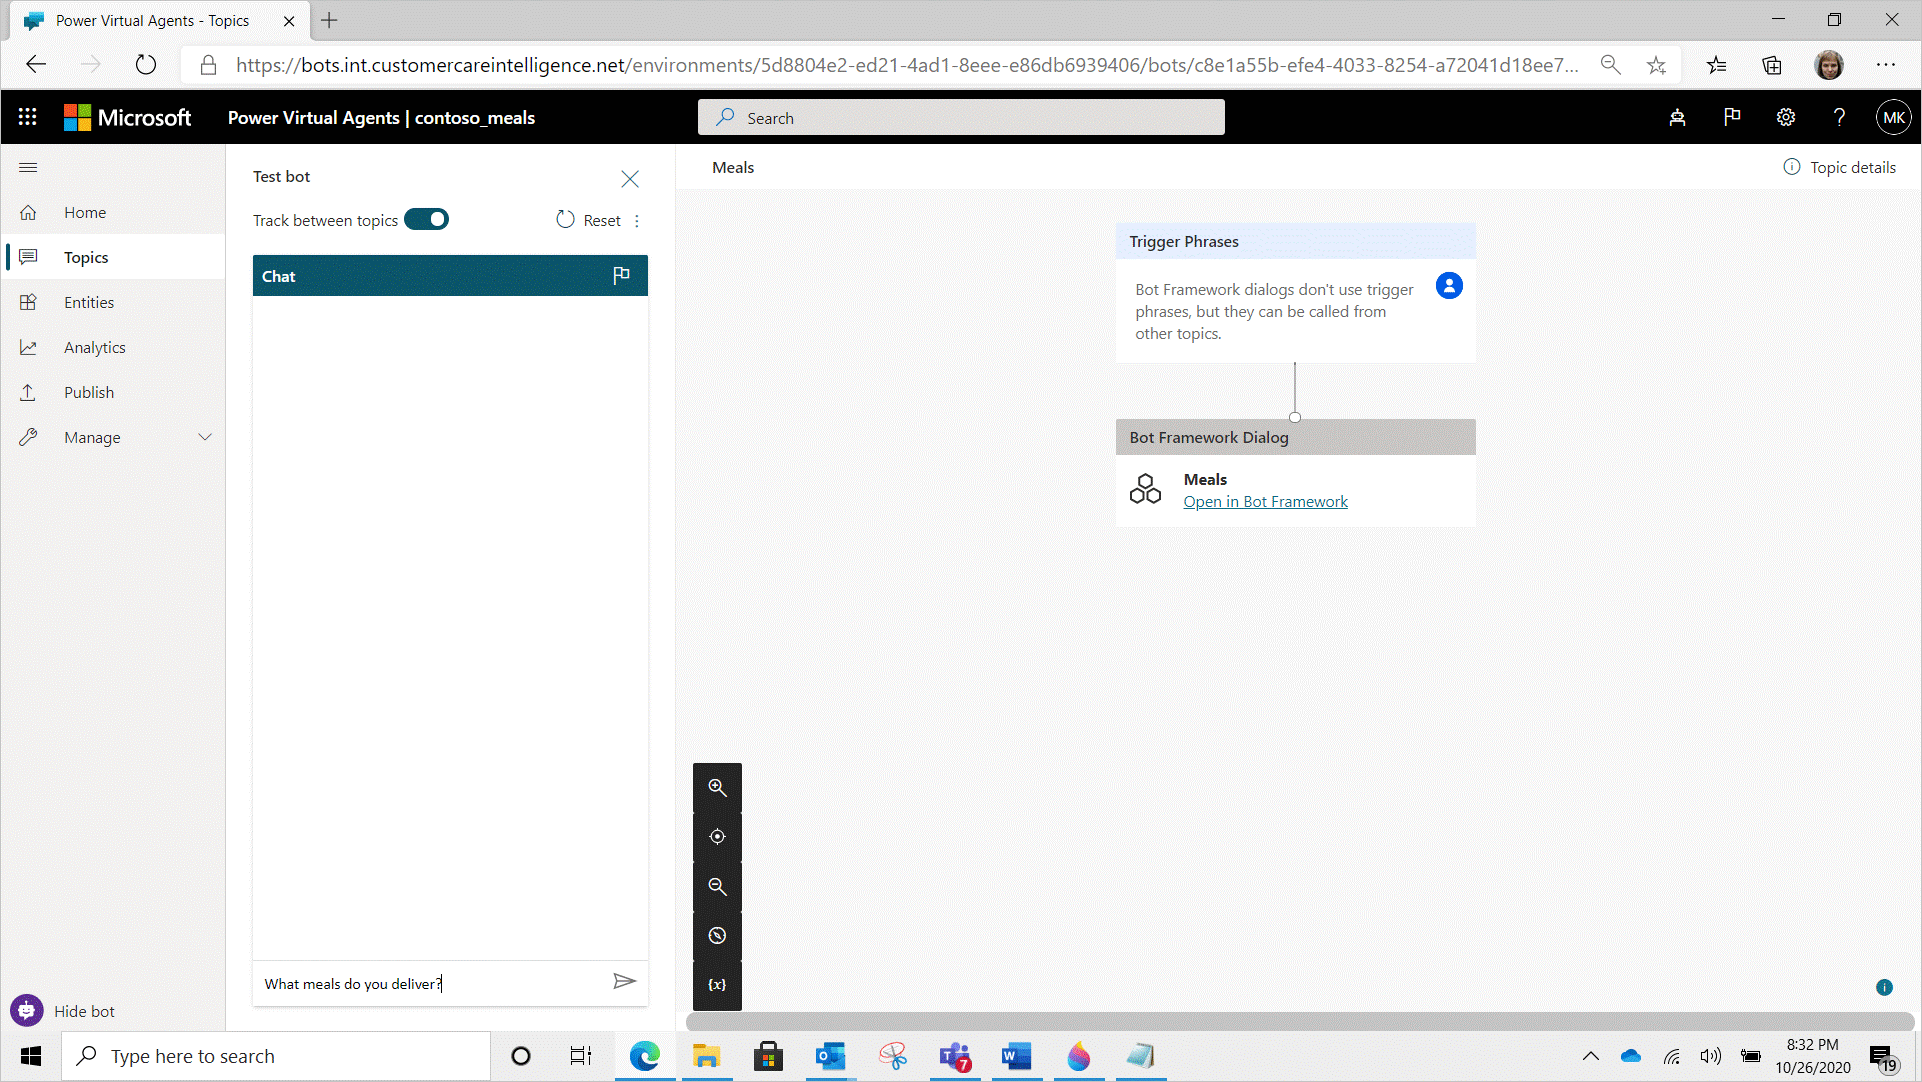 Power Virtual Agents - Topics
https://bots.int.customercareintelligence.net/environments/5d8804e2-ed21-4ad1-8eee-e86db6939406/bots/c8e1a55b-efe4-4033-8254-a72041d18ee7...
Microsoft
Power Virtual Agents | contoso_meals
Search
MK
Test bot
Meals
Topic details
Home
Track between topics
Reset
Topics
Trigger Phrases
Chat
Entities
Bot Framework dialogs don't use trigger
phrases, but they can be called from
other topics.
Analytics
Publish
Manage
Bot Framework Dialog
Meals
Open in Bot Framework
What meals do you deliver?
{x}
Hide bot
Type here to search
7
8:32 PM
10/26/2020
19